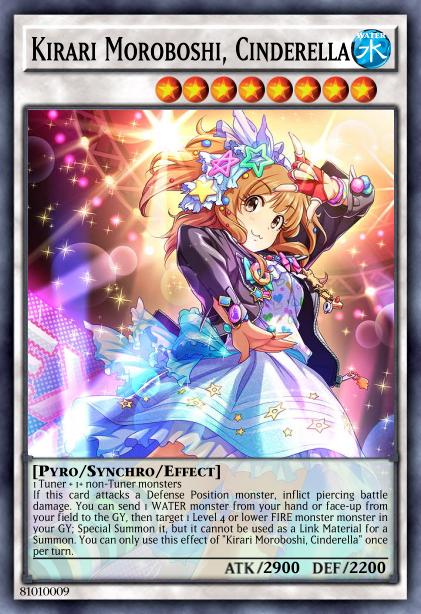 Kirari Moroboshi, Cinderella
WATER
水
[Pyro/Synchro/Effect]
1 Tuner + 1+ non-Tuner monsters
If this card attacks a Defense Position monster, inflict piercing battle
damage. You can send 1 WATER monster from your hand or face-up from
your field to the GY, then target 1 Level 4 or lower FIRE monster monster in
your GY; Special Summon it, but it cannot be used as a Link Material for a
Summon. You can only use this effect of "Kirari Moroboshi, Cinderella" once
per turn.
ATK/2900 DEF/2200
81010009